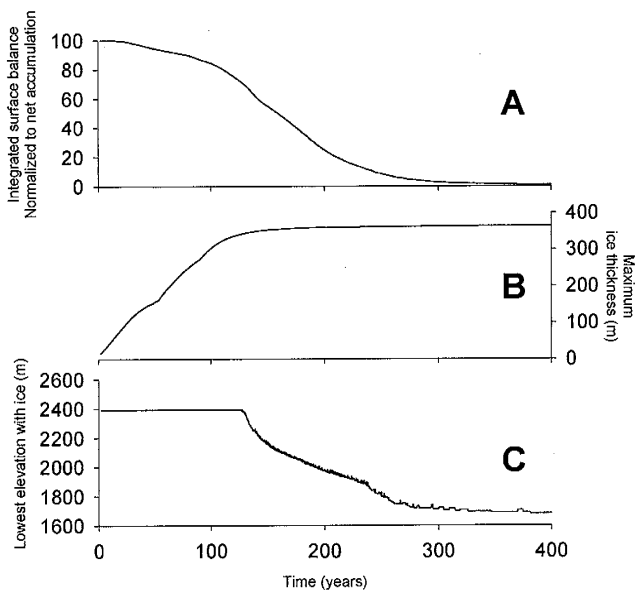 Integrated surface balance
Normalized to net accumulation
100
80
60
40
20
0
A
400
300
200
100
0
Maximum
ice thickness (m)
B
Lowest elevation with ice (m)
2600
2400
2200
2000
1800
1600
C
0 100 200 300 400
Time (years)